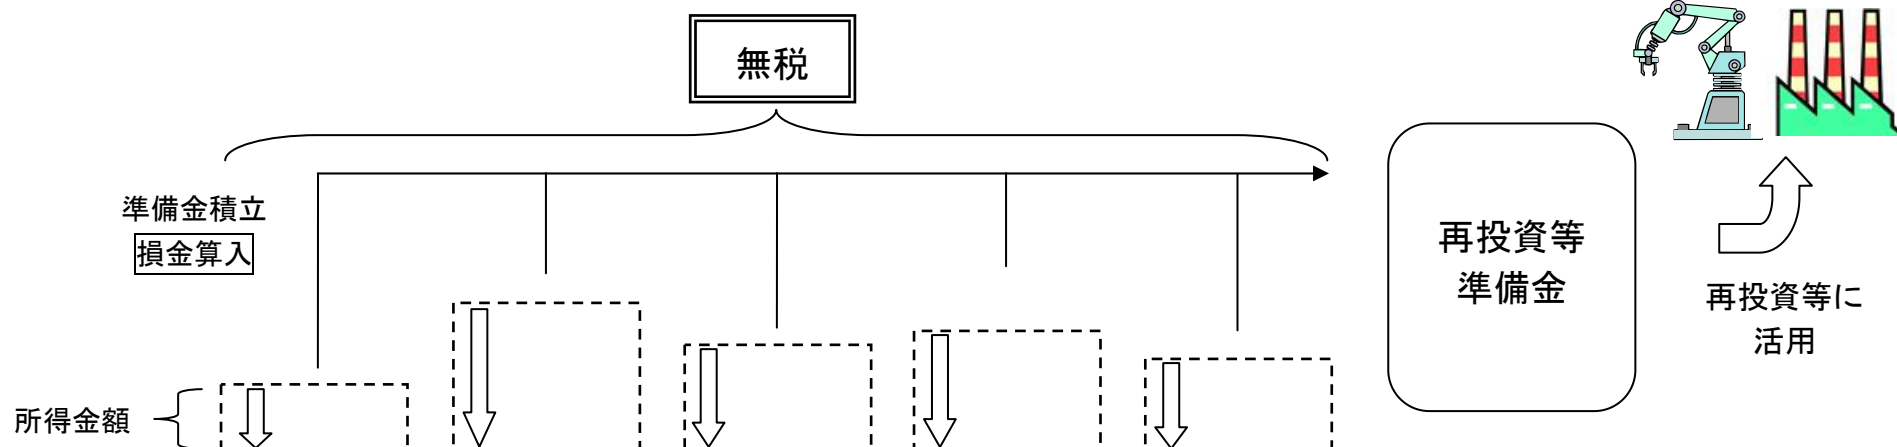 無税
準備金積立
損金算入
再投資等
準備金
再投資等に
活用
所得金額